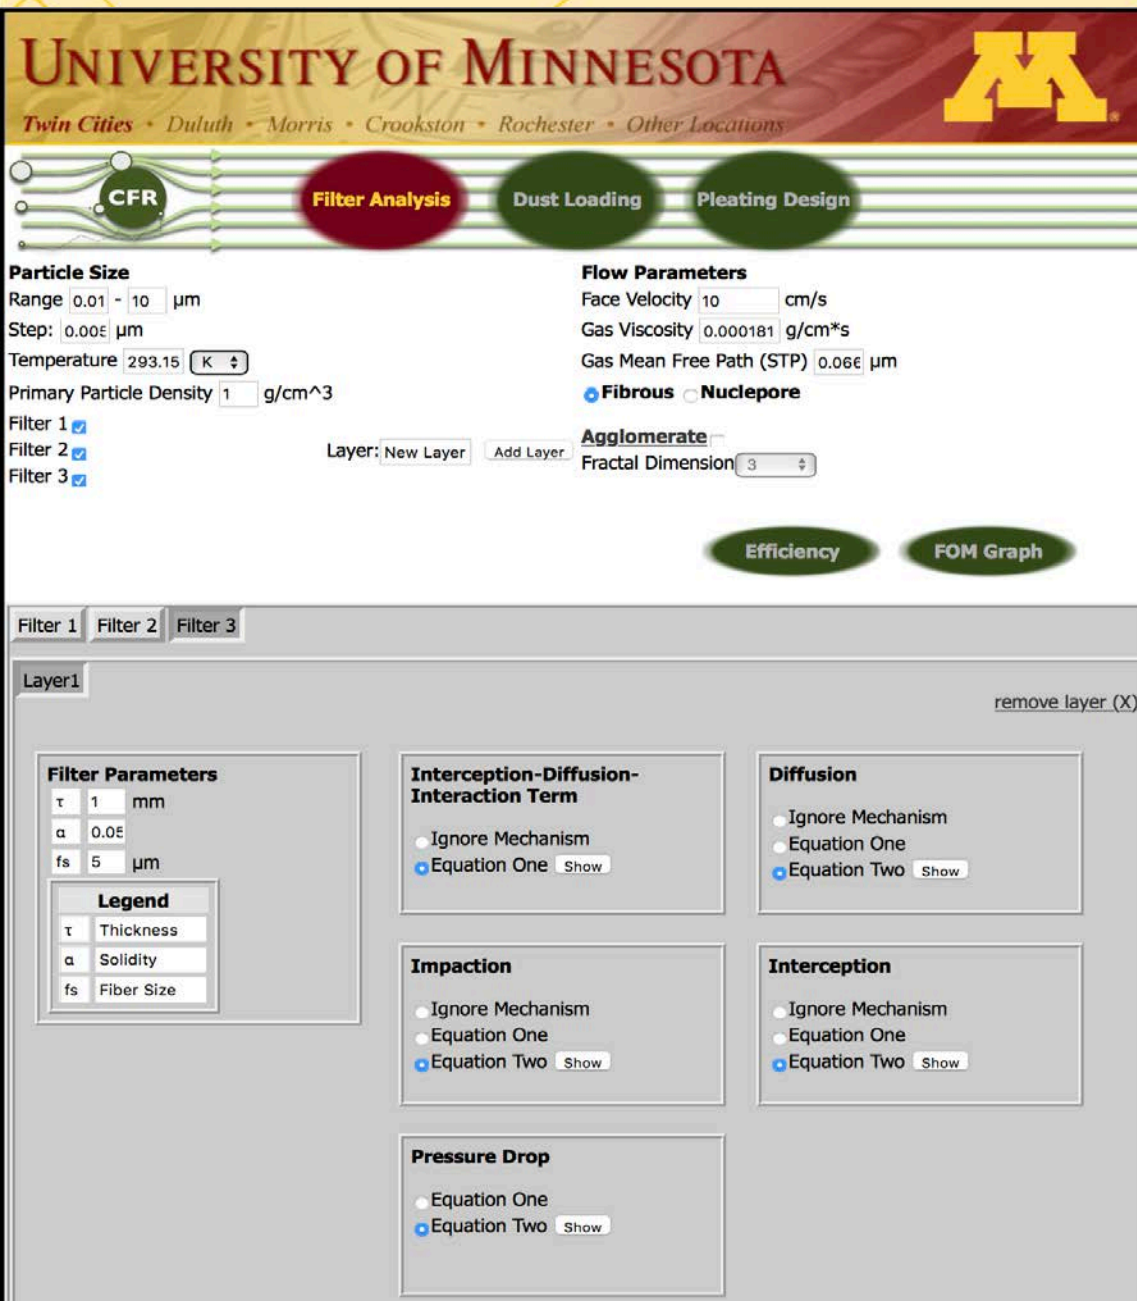 UNIVERSITY OF MINNESOTA
Twin Cities • Duluth • Morris • Crookston • Rochester • Other Locations
M
CFR
Filter Analysis
Dust Loading
Pleating Design
Particle Size
Range 0.01 - 10 µm
Step: 0.005 µm
Temperature 293.15 K
Primary Particle Density 1 g/cm^3
Filter 1
Filter 2
Filter 3
Layer: New Layer Add Layer
Flow Parameters
Face Velocity 10 cm/s
Gas Viscosity 0.000181 g/cm*s
Gas Mean Free Path (STP) 0.066 µm
Fibrous Nuclepore
Agglomerate
Fractal Dimension 3
Efficiency
FOM Graph
Filter 1 Filter 2 Filter 3
Layer1
remove layer (X)
Filter Parameters
τ 1 mm
α 0.05
fs 5 µm
Legend
τ Thickness
α Solidity
fs Fiber Size
Interception-Diffusion-
Interaction Term
Ignore Mechanism
Equation One Show
Diffusion
Ignore Mechanism
Equation One
Equation Two Show
Impaction
Ignore Mechanism
Equation One
Equation Two Show
Interception
Ignore Mechanism
Equation One
Equation Two Show
Pressure Drop
Equation One
Equation Two Show